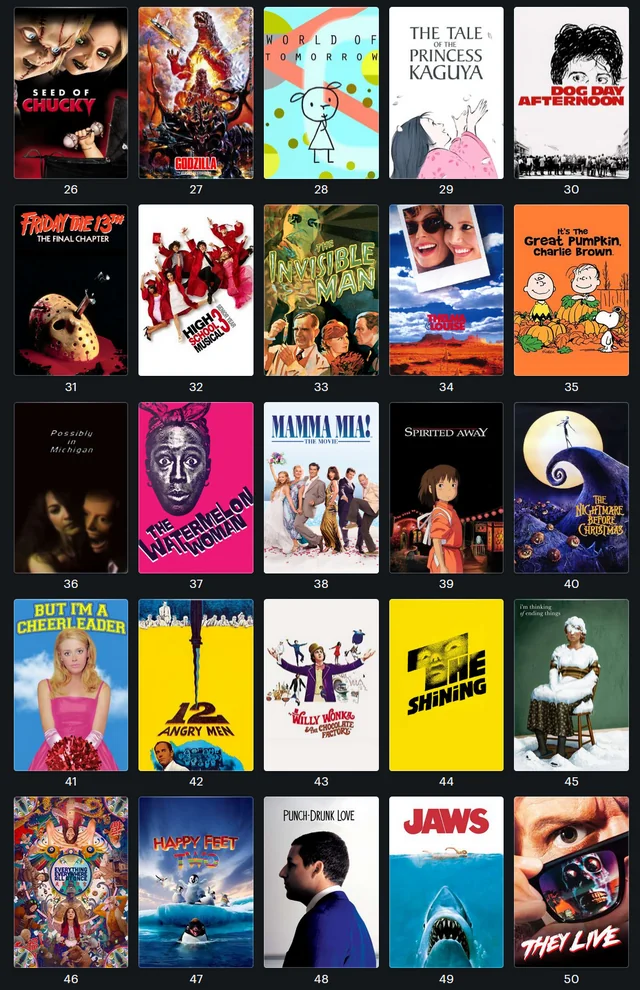 SEED OF
CHUCKY
26
GODZILLA
27
WORLD OF
TOMORROW
28
THE TALE
OF THE
PRINCESS
KAGUYA
29
DOG DAY
AFTERNOON
30
FRIDAY THE 13TH
THE FINAL CHAPTER
31
HIGH
SCHOOL
MUSICAL 3
SENIOR YEAR
32
THE
INVISIBLE
MAN
33
THELMA
LOUISE
34
IT'S THE
Great Pumpkin,
Charlie Brown
35
Possibly
in
Michigan
36
THE
WATERMELON
WOMAN
37
MAMMA MIA!
THE MOVIE
38
SPIRITED AWAY
39
THE
NIGHTMARE
BEFORE
CHRISTMAS
40
BUT I'M A
CHEERLEADER
41
12
ANGRY MEN
42
WILLY WONKA
& THE CHOCOLATE
FACTORY
43
THE
SHiNiNG
44
i'm thinking
of ending things
45
EVERYTHING
EVERYWHERE
ALL AT ONCE
46
HAPPY FEET
TWO
47
PUNCH-DRUNK LOVE
48
JAWS
49
THEY LIVE
50